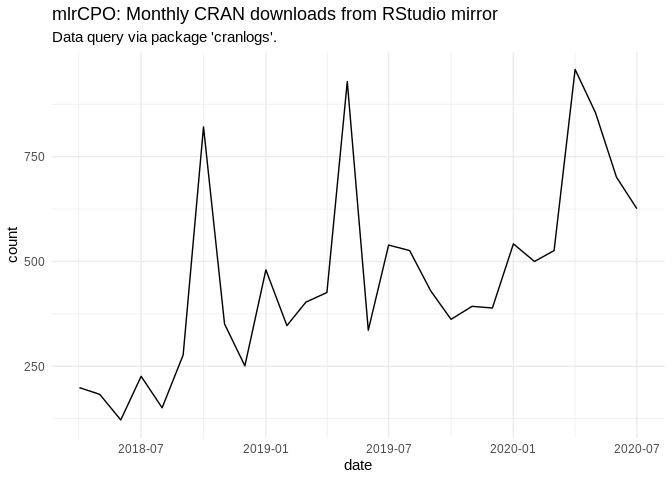 mlrCPO: Monthly CRAN downloads from RStudio mirror
Data query via package 'cranlogs'.
count
750
500
250
2018-07
2019-01
2019-07
2020-01
2020-07
date